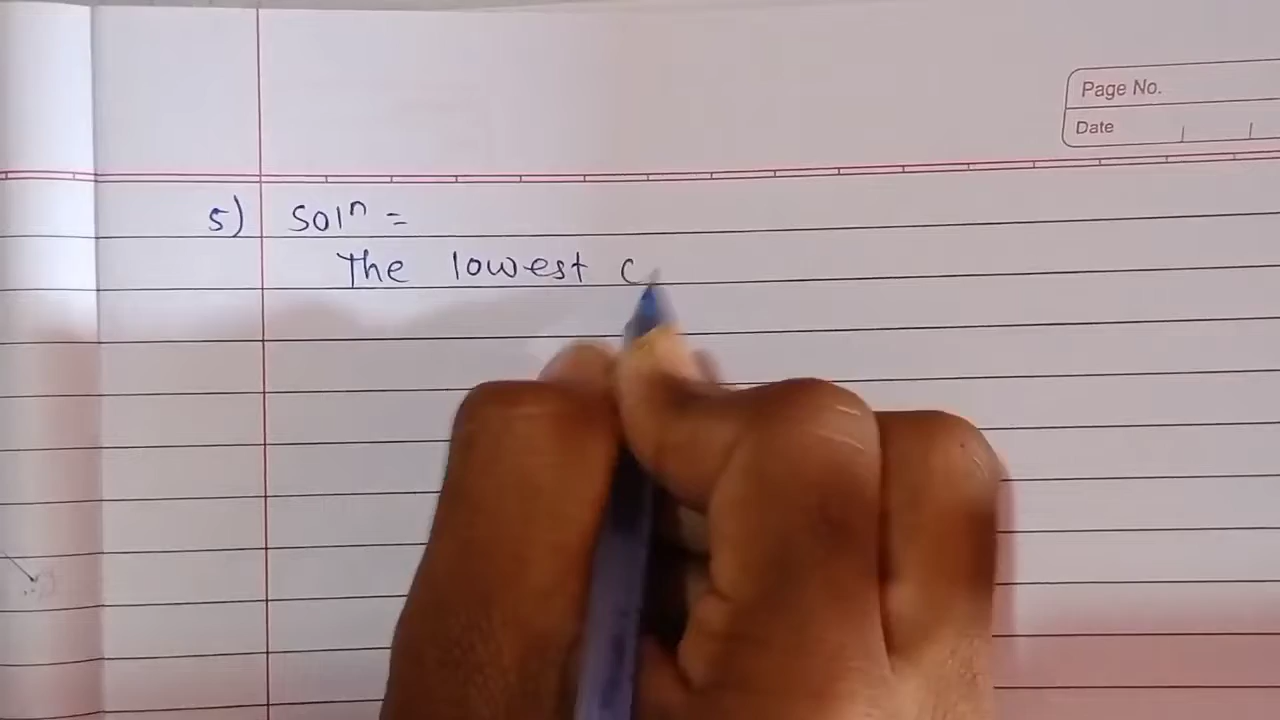 Page No.
Date
5) Solⁿ =
The lowest c